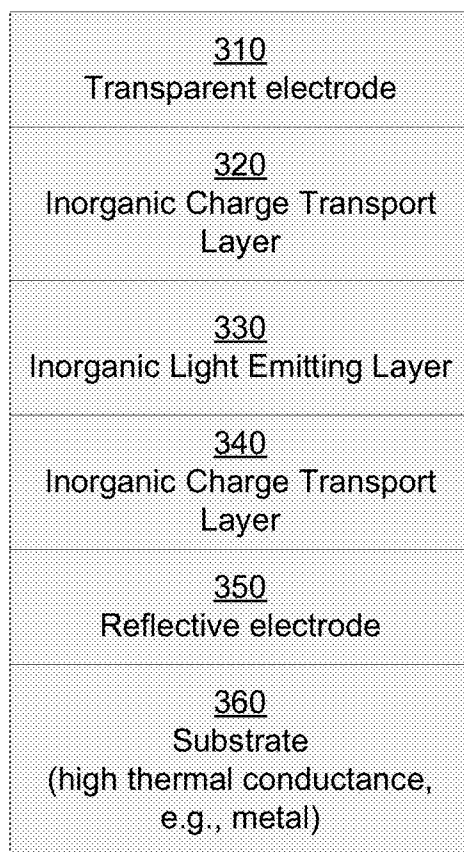 310
Transparent electrode
320
Inorganic Charge Transport
Layer
330
Inorganic Light Emitting Layer
340
Inorganic Charge Transport
Layer
350
Reflective electrode
360
Substrate
(high thermal conductance,
e.g., metal)